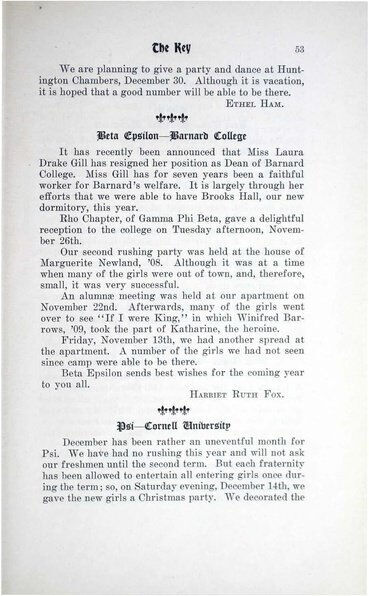 The Key 53
We are planning to give a party and dance at Hunt-
ington Chambers, December 30. Although it is vacation,
it is hoped that a good number will be able to be there.
Ethel Ham.
Beta Epsilon—Barnard College
It has recently been announced that Miss Laura
Drake Gill has resigned her position as Dean of Barnard
College. Miss Gill has for seven years been a faithful
worker for Barnard's welfare. It is largely through her
efforts that we were able to have Brooks Hall, our new
dormitory, this year.
Rho Chapter, of Gamma Phi Beta, gave a delightful
reception to the college on Tuesday afternoon, Novem-
ber 26th.
Our second rushing party was held at the house of
Marguerite Newland, '08. Although it was at a time
when many of the girls were out of town, and, therefore,
small, it was very successful.
An alumnæ meeting was held at our apartment on
November 22nd. Afterwards, many of the girls went
over to see "If I were King," in which Winifred Bar-
rows, '09, took the part of Katharine, the heroine.
Friday, November 13th, we had another spread at
the apartment. A number of the girls we had not seen
since camp were able to be there.
Beta Epsilon sends best wishes for the coming year
to you all.
Harriet Ruth Fox.
Psi—Cornell University
December has been rather an uneventful month for
Psi. We have had no rushing this year and will not ask
our freshmen until the second term. But each fraternity
has been allowed to entertain all entering girls once dur-
ing the term; so, on Saturday evening, December 14th, we
gave the new girls a Christmas party. We decorated the